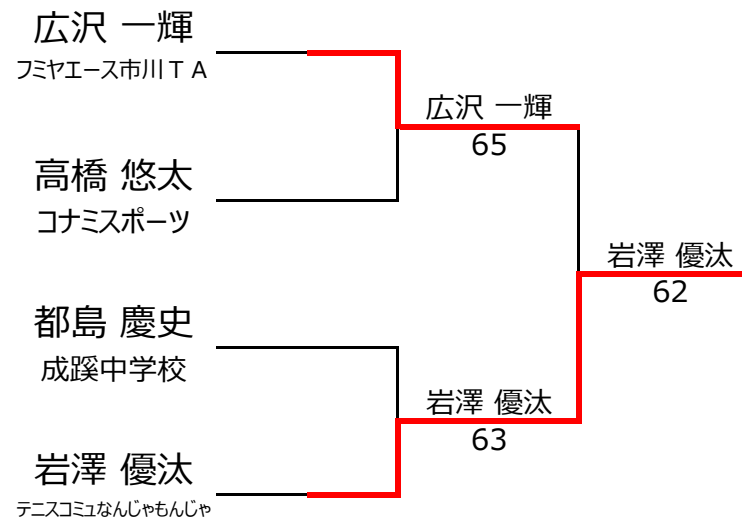 広沢 一輝
フミヤエース市川ＴＡ
広沢 一輝
65
高橋 悠太
コナミスポーツ
岩澤 優汰
62
都島 慶史
成蹊中学校
岩澤 優汰
63
岩澤 優汰
テニスコミュなんじゃもんじゃ